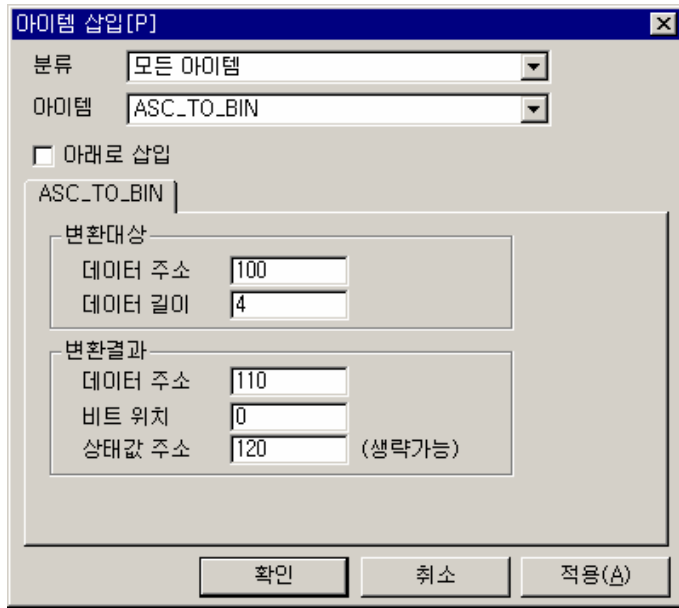 아이템 삽입[P]
분류 모든 아이템
아이템 ASC_TO_BIN
아래로 삽입
ASC_TO_BIN
변환대상
데이터 주소 100
데이터 길이 4
변환결과
데이터 주소 110
비트 위치 0
상태값 주소 120 (생략가능)
확인 취소 적용(A)